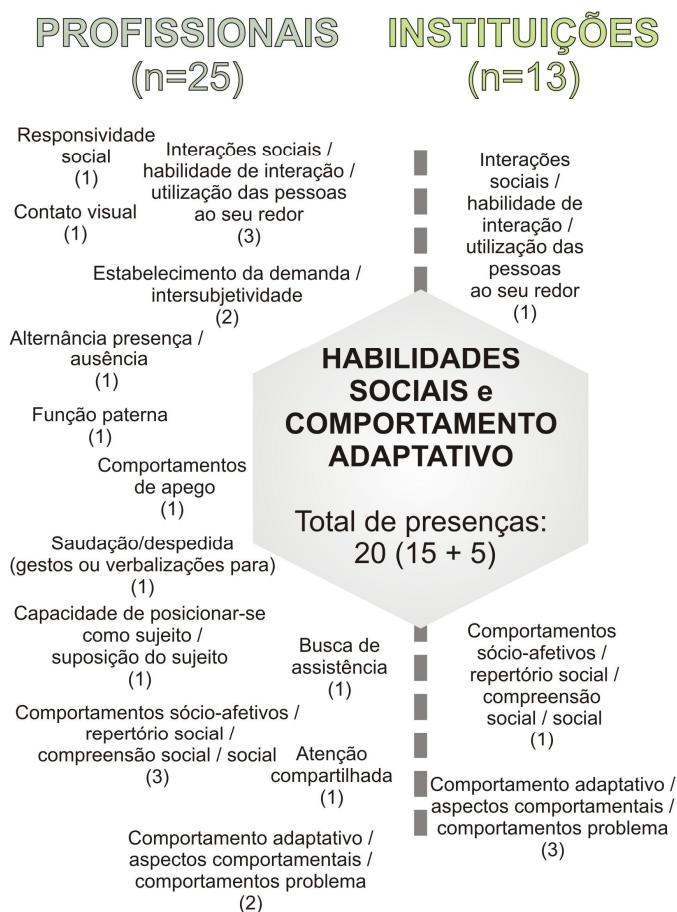 PROFISSIONAIS
(n=25)
INSTITUIÇÕES
(n=13)
Responsividade
social
(1)
Interações sociais /
habilidade de interação /
utilização das pessoas
ao seu redor
(3)
Contato visual
(1)
Estabelecimento da demanda /
intersubjetividade
(2)
Alternância presença /
ausência
(1)
Função paterna
(1)
Comportamentos
de apego
(1)
Saudação/despedida
(gestos ou verbalizações para)
(1)
Capacidade de posicionar-se
como sujeito /
suposição do sujeito
(1)
Busca de
assistência
(1)
Comportamentos sócio-afetivos /
repertório social /
compreensão social / social
(3)
Atenção
compartilhada
(1)
Comportamento adaptativo /
aspectos comportamentais /
comportamentos problema
(2)
HABILIDADES
SOCIAIS e
COMPORTAMENTO
ADAPTATIVO
Total de presenças:
20 (15 + 5)
Interações
sociais /
habilidade de
interação /
utilização das
pessoas
ao seu redor
(1)
Comportamentos
sócio-afetivos /
repertório social /
compreensão
social / social
(1)
Comportamento adaptativo /
aspectos comportamentais /
comportamentos problema
(3)